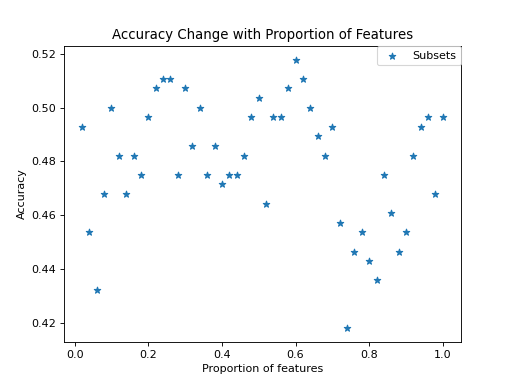 Accuracy Change with Proportion of Features
Subsets
0.52
0.50
0.48
0.46
0.44
0.42
Accuracy
0.0 0.2 0.4 0.6 0.8 1.0
Proportion of features